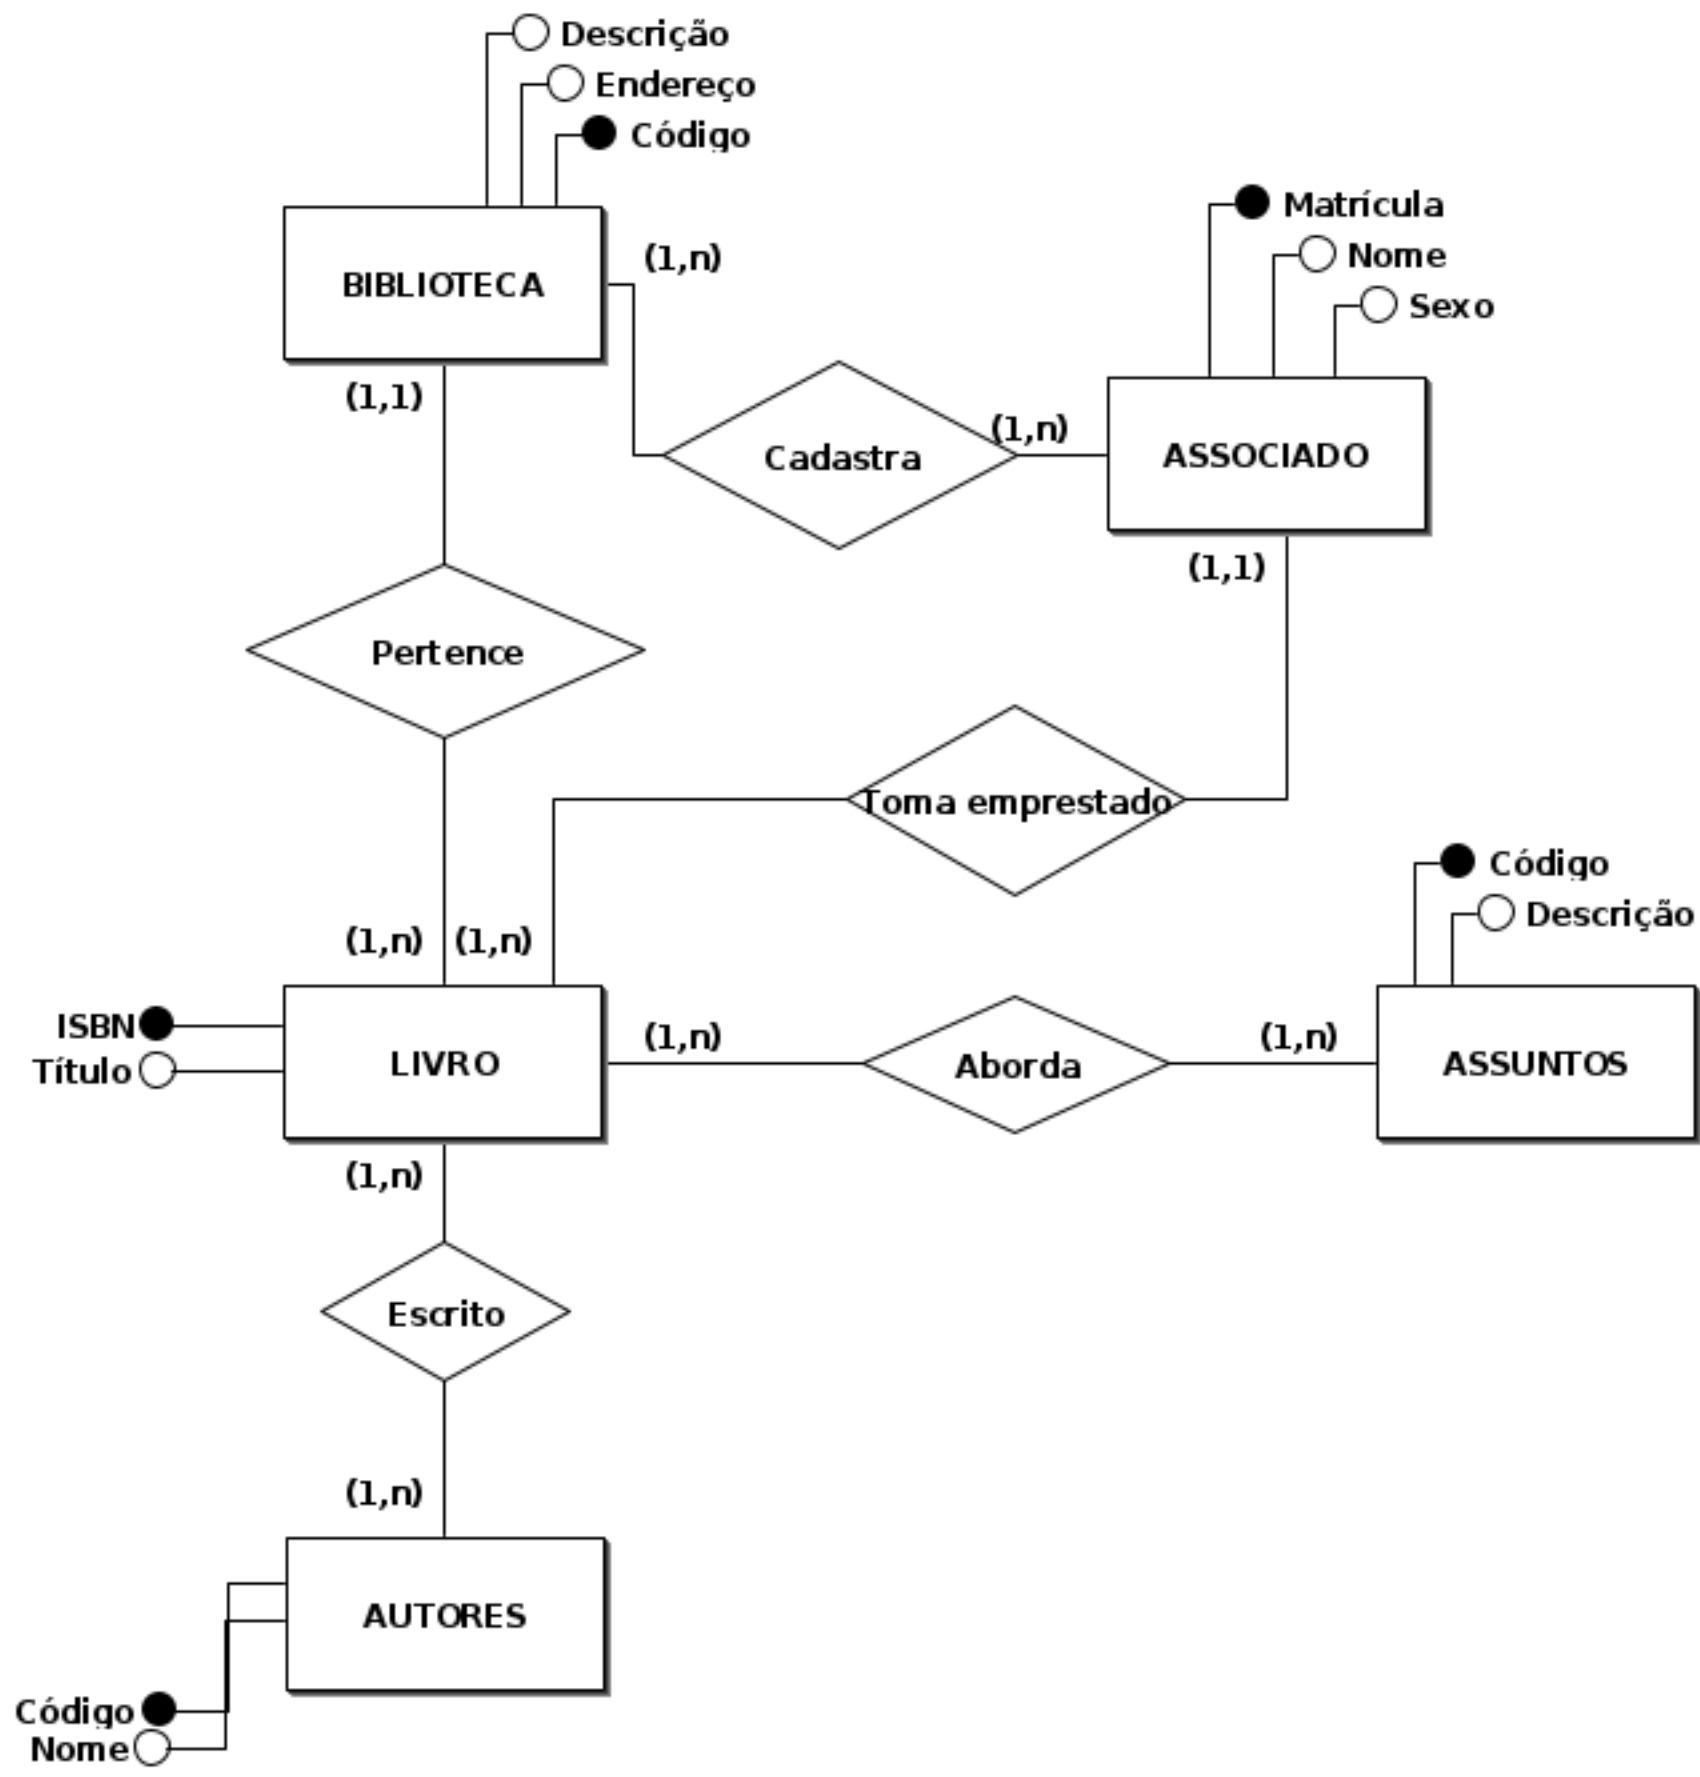 Descrição
Endereço
Código
BIBLIOTECA
(1,n)
Matrícula
Nome
Sexo
(1,1)
Cadastra
(1,n)
ASSOCIADO
(1,1)
Pertence
Toma emprestado
Código
Descrição
(1,n)
(1,n)
ISBN
Título
LIVRO
(1,n)
Aborda
(1,n)
ASSUNTOS
(1,n)
Escrito
(1,n)
AUTORES
Código
Nome